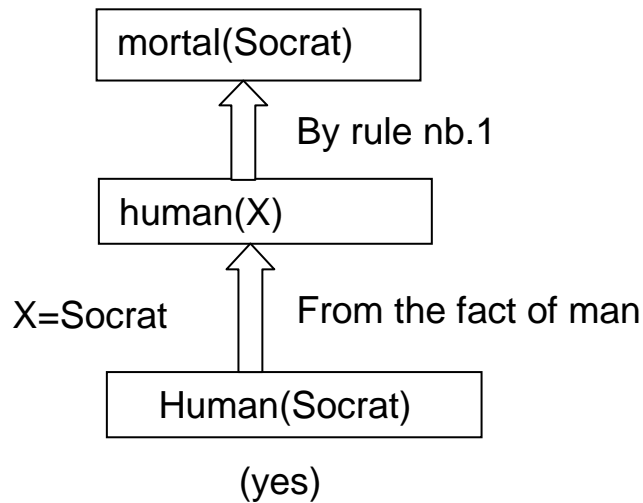 mortal(Socrat)
By rule nb.1
human(X)
X=Socrat
From the fact of man
Human(Socrat)
(yes)